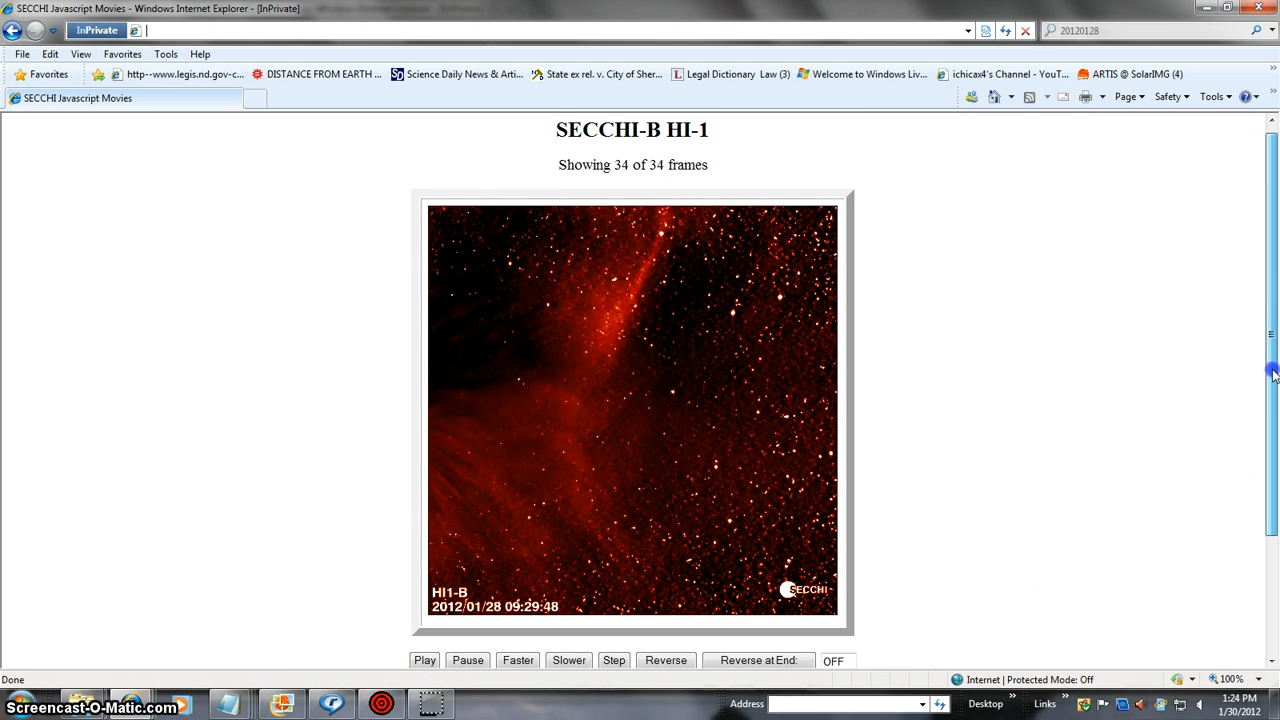 SECCHI Javascript Movies - Windows Internet Explorer - [InPrivate]
InPrivate
20120128
File Edit View Favorites Tools Help
Favorites http--www.legis.nd.gov-c... DISTANCE FROM EARTH ... Science Daily News & Arti... State ex rel. v. City of Sher... Legal Dictionary Law (3) Welcome to Windows Liv... ichicax4's Channel - YouT... ARTIS @ SolarIMG (4)
SECCHI Javascript Movies
Page Safety Tools
SECCHI-B HI-1
Showing 34 of 34 frames
HI1-B
2012/01/28 09:29:48
SECCHI
Play Pause Faster Slower Step Reverse Reverse at End: OFF
Done
Internet | Protected Mode: Off
100%
Address
Desktop
Links
1:24 PM
1/30/2012
Screencast-O-Matic.com